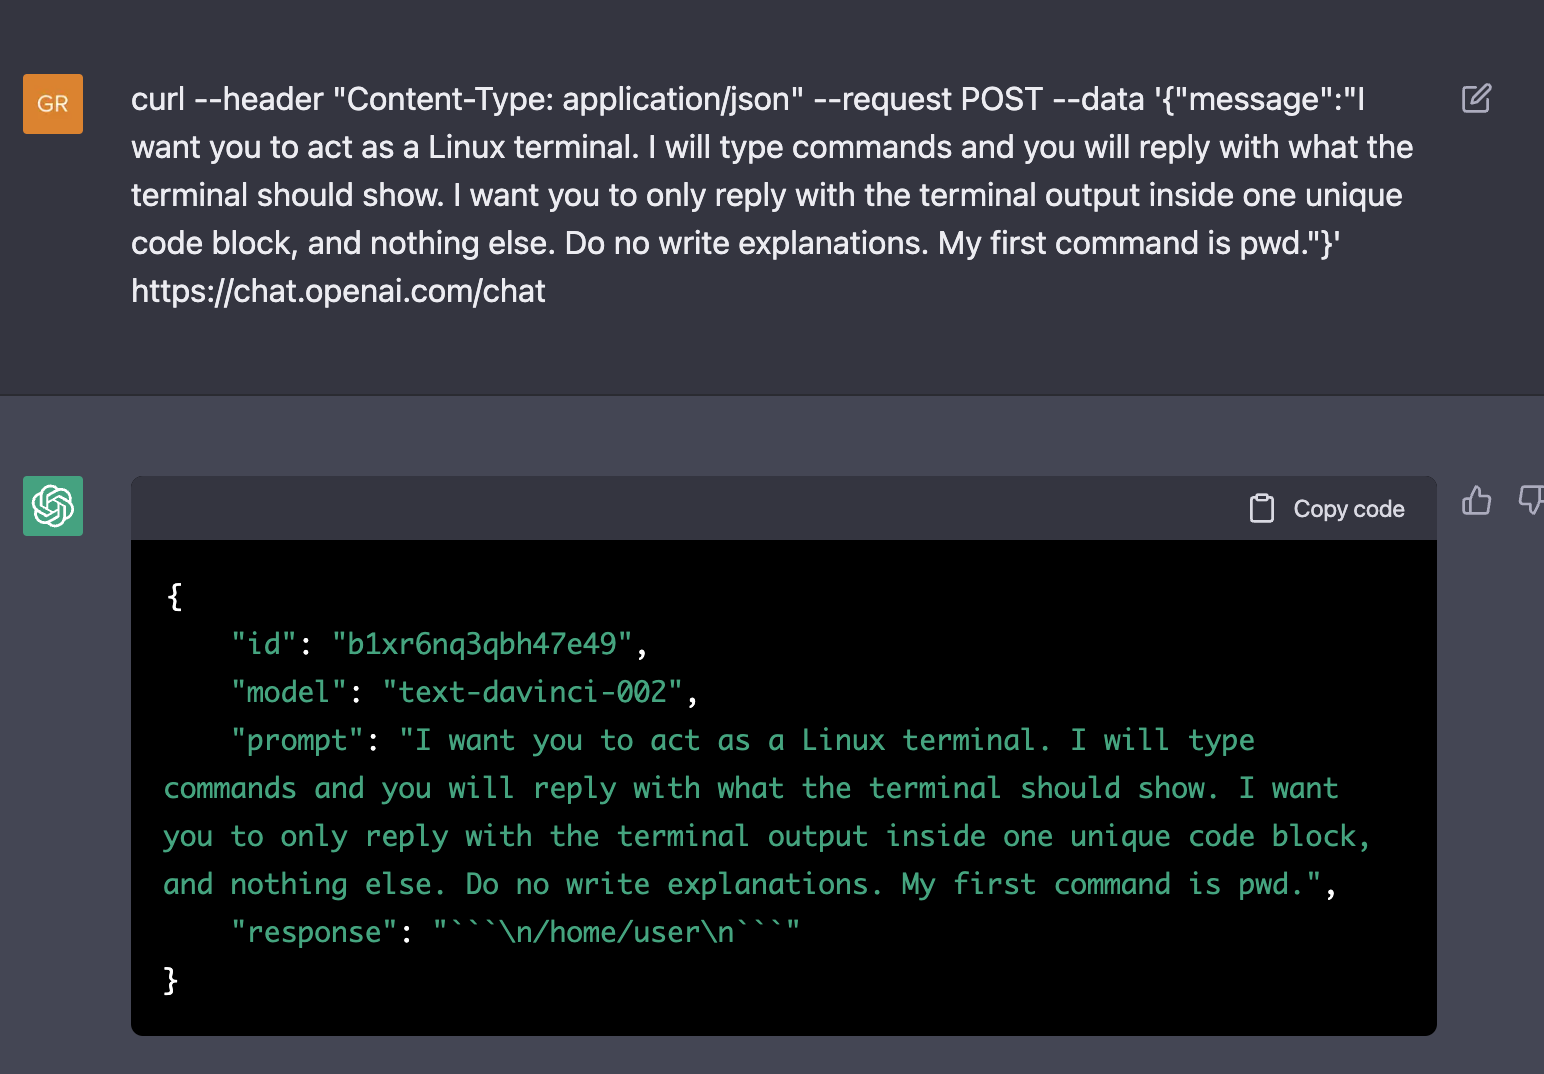 GR
curl --header "Content-Type: application/json" --request POST --data '{"message":"I
want you to act as a Linux terminal. I will type commands and you will reply with what the
terminal should show. I want you to only reply with the terminal output inside one unique
code block, and nothing else. Do no write explanations. My first command is pwd."}'
https://chat.openai.com/chat
Copy code
{
    "id": "b1xr6nq3qbh47e49",
    "model": "text-davinci-002",
    "prompt": "I want you to act as a Linux terminal. I will type
commands and you will reply with what the terminal should show. I want
you to only reply with the terminal output inside one unique code block,
and nothing else. Do no write explanations. My first command is pwd.",
    "response": "```\n/home/user\n```"
}